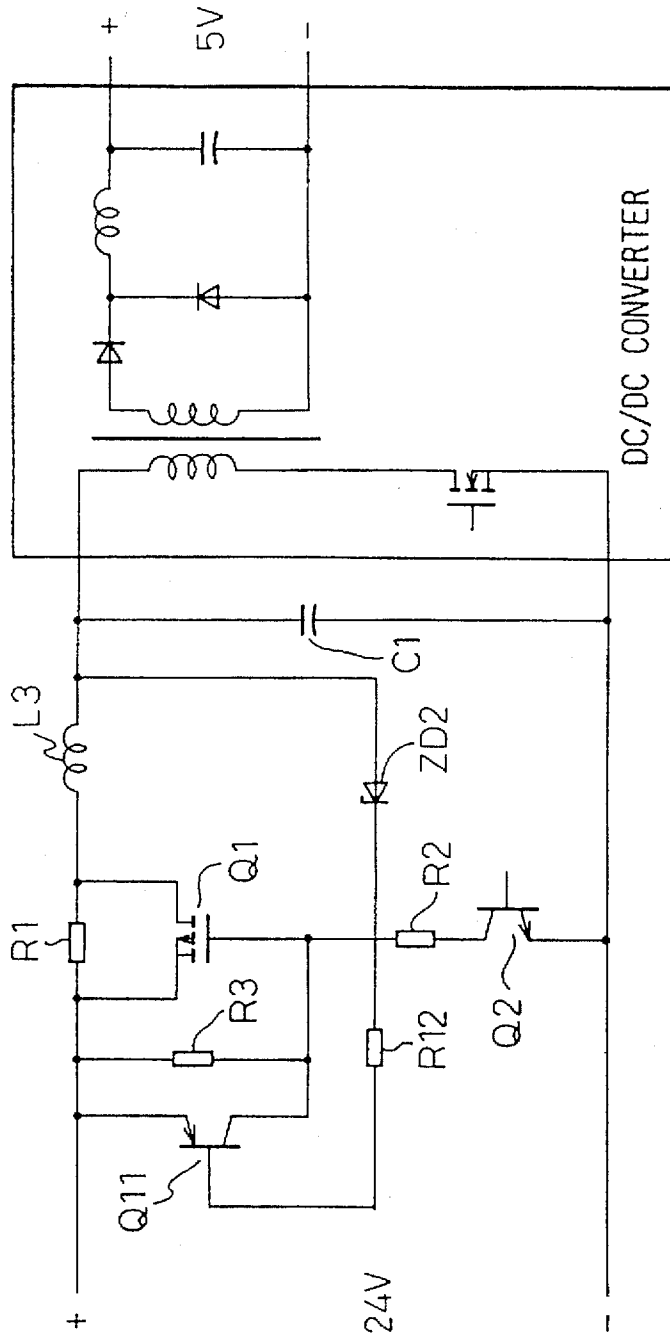 +
24V
-
Q11
R3
R1
Q1
L3
R12
R2
Q2
ZD2
C1
DC/DC CONVERTER
+
5V
-